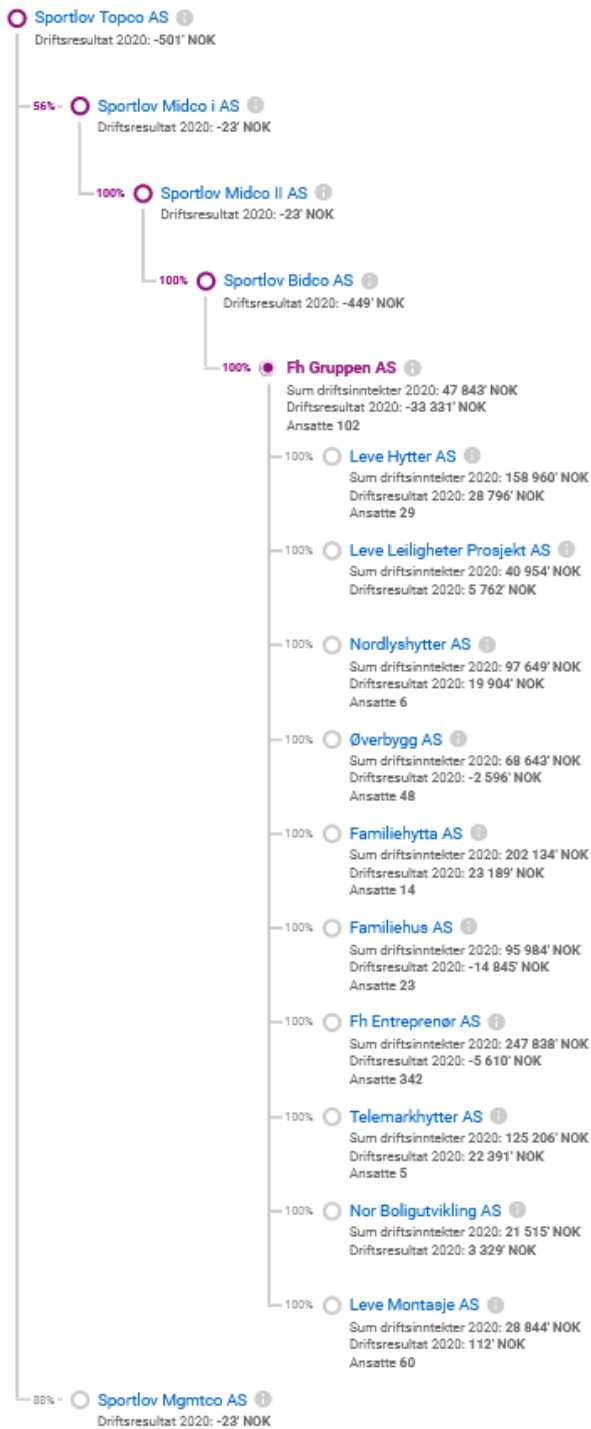 Sportlov Topco AS
Driftsresultat 2020: -501' NOK
56%
Sportlov Midco i AS
Driftsresultat 2020: -23' NOK
100%
Sportlov Midco II AS
Driftsresultat 2020: -23' NOK
100%
Sportlov Bidco AS
Driftsresultat 2020: -449' NOK
100%
Fh Gruppen AS
Sum driftsinntekter 2020: 47 843' NOK
Driftsresultat 2020: -33 331' NOK
Ansatte 102
100%
Leve Hytter AS
Sum driftsinntekter 2020: 158 960' NOK
Driftsresultat 2020: 28 796' NOK
Ansatte 29
100%
Leve Leiligheter Prosjekt AS
Sum driftsinntekter 2020: 40 954' NOK
Driftsresultat 2020: 5 762' NOK
100%
Nordlyshytter AS
Sum driftsinntekter 2020: 97 649' NOK
Driftsresultat 2020: 19 904' NOK
Ansatte 6
100%
Øverbygg AS
Sum driftsinntekter 2020: 68 643' NOK
Driftsresultat 2020: -2 596' NOK
Ansatte 48
100%
Familiehytta AS
Sum driftsinntekter 2020: 202 134' NOK
Driftsresultat 2020: 23 189' NOK
Ansatte 14
100%
Familiehus AS
Sum driftsinntekter 2020: 95 984' NOK
Driftsresultat 2020: -14 845' NOK
Ansatte 23
100%
Fh Entreprenør AS
Sum driftsinntekter 2020: 247 838' NOK
Driftsresultat 2020: -5 610' NOK
Ansatte 342
100%
Telemarkhytter AS
Sum driftsinntekter 2020: 125 206' NOK
Driftsresultat 2020: 22 391' NOK
Ansatte 5
100%
Nor Boligutvikling AS
Sum driftsinntekter 2020: 21 515' NOK
Driftsresultat 2020: 3 329' NOK
100%
Leve Montasje AS
Sum driftsinntekter 2020: 28 844' NOK
Driftsresultat 2020: 112' NOK
Ansatte 60
88%
Sportlov Mgmtco AS
Driftsresultat 2020: -23' NOK